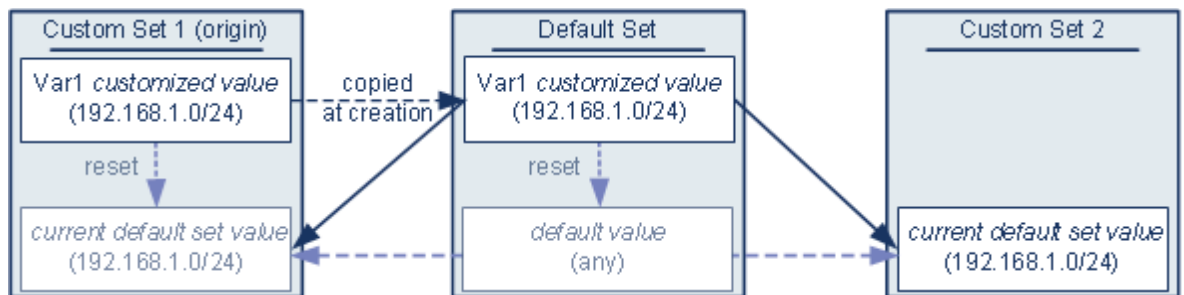 Custom Set 1 (origin)
Default Set
Custom Set 2
Var1 customized value
(192.168.1.0/24)
copied
at creation
Var1 customized value
(192.168.1.0/24)
reset
reset
current default set value
(192.168.1.0/24)
default value
(any)
current default set value
(192.168.1.0/24)